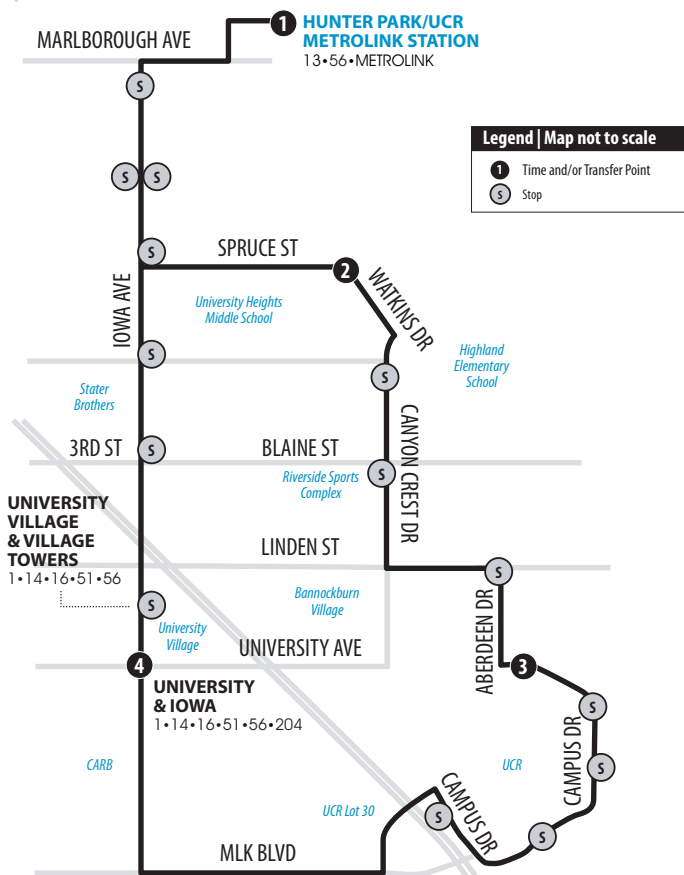 1 HUNTER PARK/UCR
METROLINK STATION
13•56•METROLINK
MARLBOROUGH AVE
S
Legend | Map not to scale
1 Time and/or Transfer Point
S Stop
S S
S
SPRUCE ST
2
WATKINS DR
IOWA AVE
University Heights
Middle School
S
Highland
Elementary
School
S
Stater
Brothers
CANYON CREST DR
3RD ST
S
BLAINE ST
Riverside Sports
Complex
S
UNIVERSITY
VILLAGE
& VILLAGE
TOWERS
1•14•16•51•56
LINDEN ST
S
Bannockburn
Village
S
University
Village
ABERDEEN DR
UNIVERSITY AVE
4
3
UNIVERSITY
& IOWA
1•14•16•51•56•204
S
CAMPUS DR
CARB
UCR
S
CAMPUS DR
UCR Lot 30
S
S
MLK BLVD